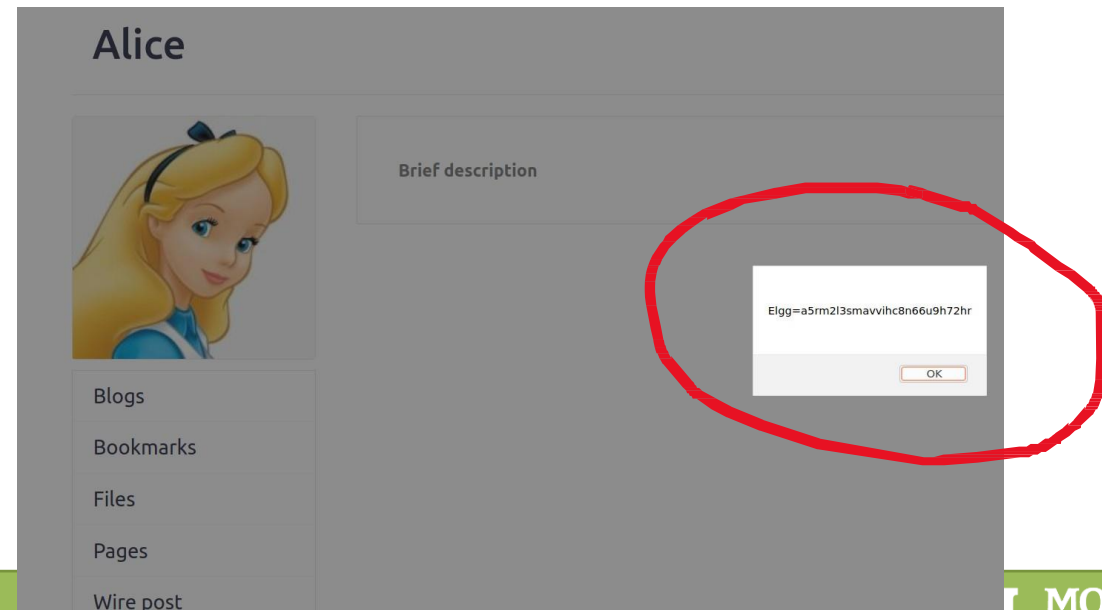 Alice
Brief description
Elgg=a5rm2l3smavvihc8n66u9h72hr
OK
Blogs
Bookmarks
Files
Pages
Wire post